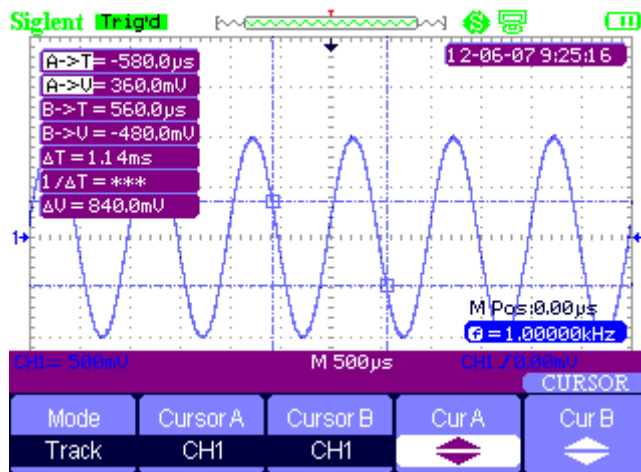 Siglent Trig'd
12-06-07 9:25:16
A->T= -580.0µs
A->V= 360.0mV
B->T= 560.0µs
B->V= -480.0mV
ΔT= 1.14ms
1/ΔT= ***
ΔV= 840.0mV
1
M Pos:0.00µs
f = 1.00000kHz
CH1 500mV M 500µs CH1 / 0.00mV
CURSOR
Mode Cursor A Cursor B Cur A Cur B
Track CH1 CH1